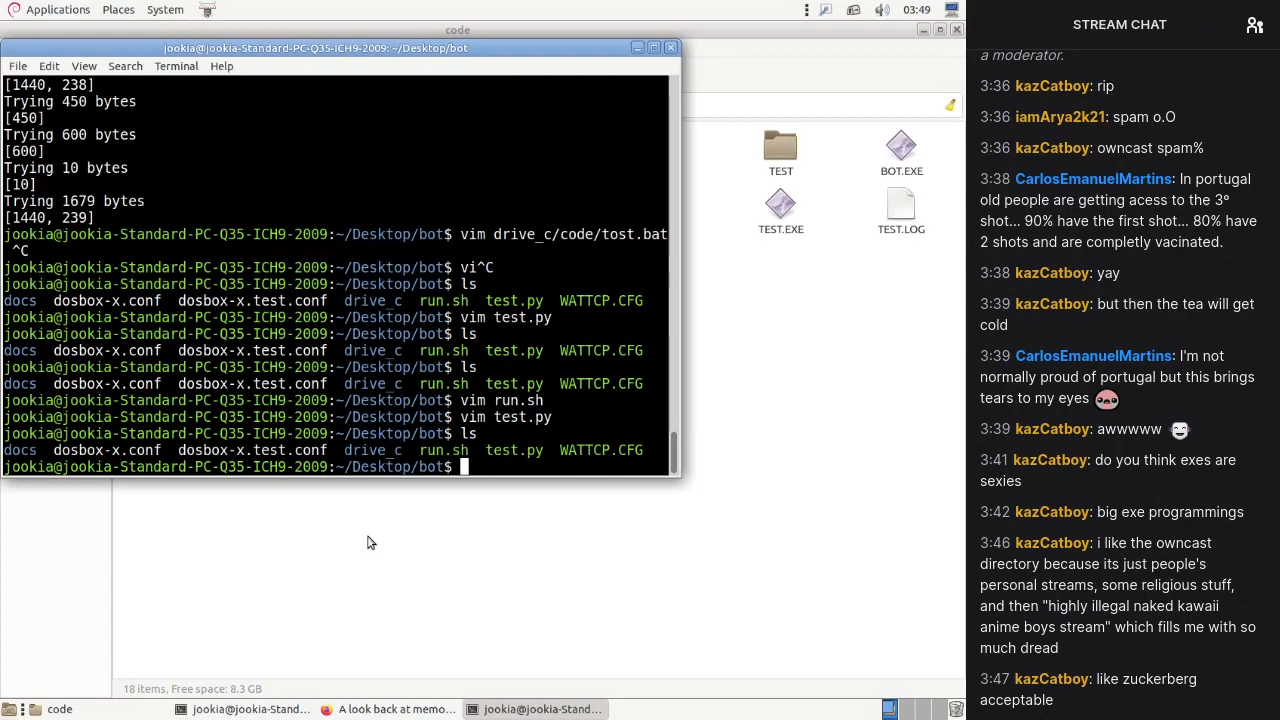 Applications Places System 03:49
code
jookia@jookia-Standard-PC-Q35-ICH9-2009: ~/Desktop/bot
File Edit View Search Terminal Help
[1440, 238]
Trying 450 bytes
[450]
Trying 600 bytes
[600]
Trying 10 bytes
[10]
Trying 1679 bytes
[1440, 239]
jookia@jookia-Standard-PC-Q35-ICH9-2009:~/Desktop/bot$ vim drive_c/code/tost.bat
^C
jookia@jookia-Standard-PC-Q35-ICH9-2009:~/Desktop/bot$ vi^C
jookia@jookia-Standard-PC-Q35-ICH9-2009:~/Desktop/bot$ ls
docs dosbox-x.conf dosbox-x.test.conf drive_c run.sh test.py WATTCP.CFG
jookia@jookia-Standard-PC-Q35-ICH9-2009:~/Desktop/bot$ vim test.py
jookia@jookia-Standard-PC-Q35-ICH9-2009:~/Desktop/bot$ ls
docs dosbox-x.conf dosbox-x.test.conf drive_c run.sh test.py WATTCP.CFG
jookia@jookia-Standard-PC-Q35-ICH9-2009:~/Desktop/bot$ ls
docs dosbox-x.conf dosbox-x.test.conf drive_c run.sh test.py WATTCP.CFG
jookia@jookia-Standard-PC-Q35-ICH9-2009:~/Desktop/bot$ vim run.sh
jookia@jookia-Standard-PC-Q35-ICH9-2009:~/Desktop/bot$ vim test.py
jookia@jookia-Standard-PC-Q35-ICH9-2009:~/Desktop/bot$ ls
docs dosbox-x.conf dosbox-x.test.conf drive_c run.sh test.py WATTCP.CFG
jookia@jookia-Standard-PC-Q35-ICH9-2009:~/Desktop/bot$
TEST BOT.EXE
TEST.EXE TEST.LOG
18 items, Free space: 8.3 GB
code jookia@jookia-Stand... A look back at memo... jookia@jookia-Stand...
STREAM CHAT
a moderator.
3:36 kazCatboy: rip
3:36 iamArya2k21: spam o.O
3:36 kazCatboy: owncast spam%
3:38 CarlosEmanuelMartins: In portugal
old people are getting acess to the 3º
shot... 90% have the first shot... 80% have
2 shots and are completly vacinated.
3:38 kazCatboy: yay
3:39 kazCatboy: but then the tea will get
cold
3:39 CarlosEmanuelMartins: I'm not
normally proud of portugal but this brings
tears to my eyes
3:39 kazCatboy: awwwww
3:41 kazCatboy: do you think exes are
sexies
3:42 kazCatboy: big exe programmings
3:46 kazCatboy: i like the owncast
directory because its just people's
personal streams, some religious stuff,
and then "highly illegal naked kawaii
anime boys stream" which fills me with so
much dread
3:47 kazCatboy: like zuckerberg
acceptable